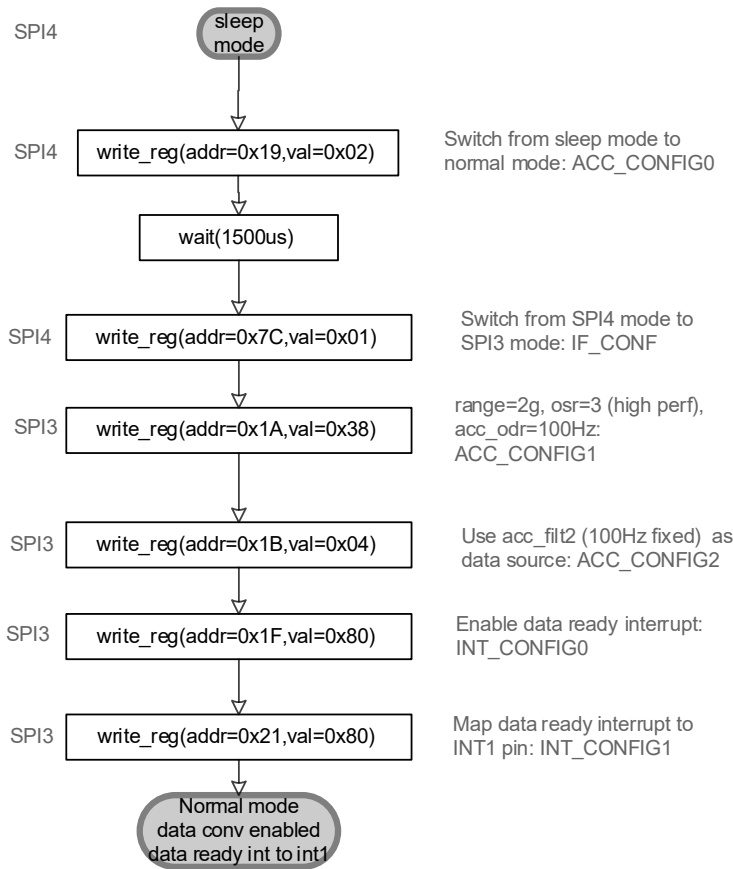 SPI4
sleep
mode
SPI4
write_reg(addr=0x19,val=0x02)
Switch from sleep mode to
normal mode: ACC_CONFIG0
wait(1500us)
SPI4
write_reg(addr=0x7C,val=0x01)
Switch from SPI4 mode to
SPI3 mode: IF_CONF
SPI3
write_reg(addr=0x1A,val=0x38)
range=2g, osr=3 (high perf),
acc_odr=100Hz:
ACC_CONFIG1
SPI3
write_reg(addr=0x1B,val=0x04)
Use acc_filt2 (100Hz fixed) as
data source: ACC_CONFIG2
SPI3
write_reg(addr=0x1F,val=0x80)
Enable data ready interrupt:
INT_CONFIG0
SPI3
write_reg(addr=0x21,val=0x80)
Map data ready interrupt to
INT1 pin: INT_CONFIG1
Normal mode
data conv enabled
data ready int to int1